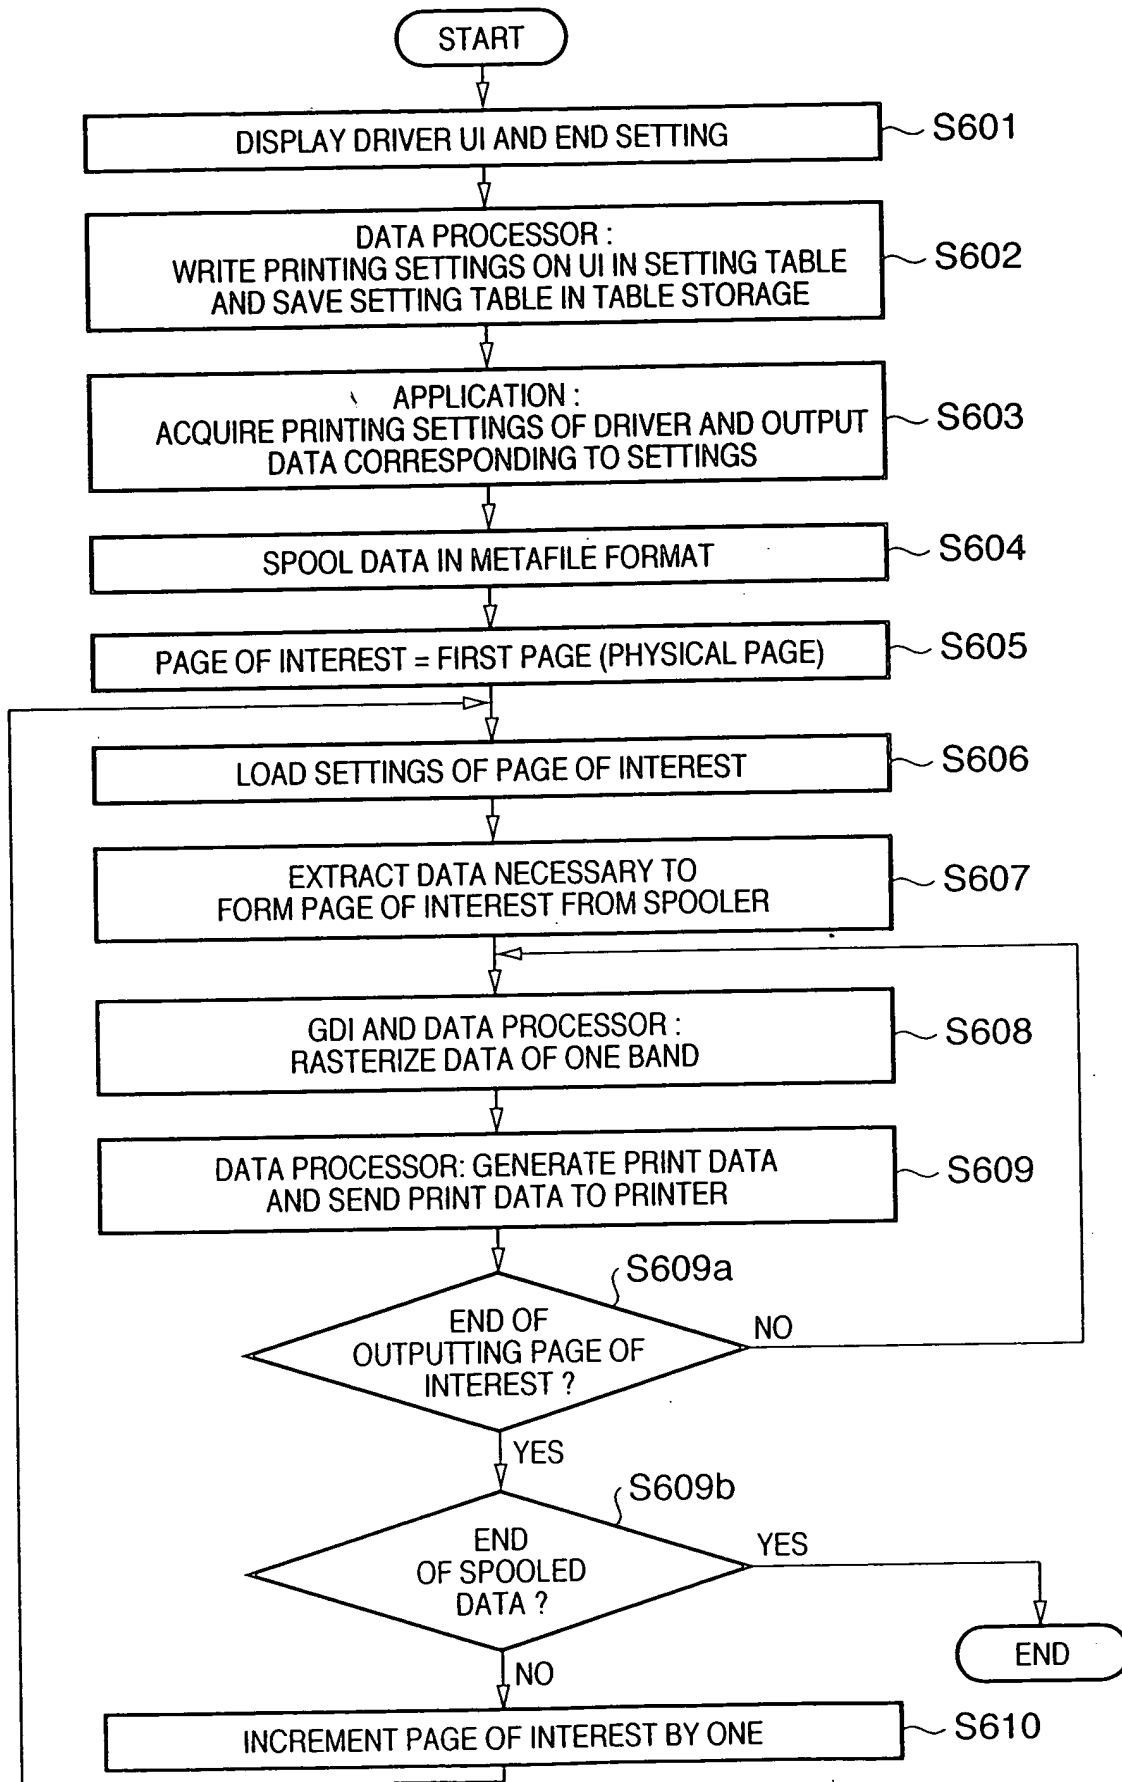 START
DISPLAY DRIVER UI AND END SETTING
S601
DATA PROCESSOR :
WRITE PRINTING SETTINGS ON UI IN SETTING TABLE
AND SAVE SETTING TABLE IN TABLE STORAGE
S602
APPLICATION :
ACQUIRE PRINTING SETTINGS OF DRIVER AND OUTPUT
DATA CORRESPONDING TO SETTINGS
S603
SPOOL DATA IN METAFILE FORMAT
S604
PAGE OF INTEREST = FIRST PAGE (PHYSICAL PAGE)
S605
LOAD SETTINGS OF PAGE OF INTEREST
S606
EXTRACT DATA NECESSARY TO
FORM PAGE OF INTEREST FROM SPOOLER
S607
GDI AND DATA PROCESSOR :
RASTERIZE DATA OF ONE BAND
S608
DATA PROCESSOR: GENERATE PRINT DATA
AND SEND PRINT DATA TO PRINTER
S609
S609a
END OF
OUTPUTTING PAGE OF
INTEREST ?
NO
YES
S609b
END
OF SPOOLED
DATA ?
YES
END
NO
INCREMENT PAGE OF INTEREST BY ONE
S610